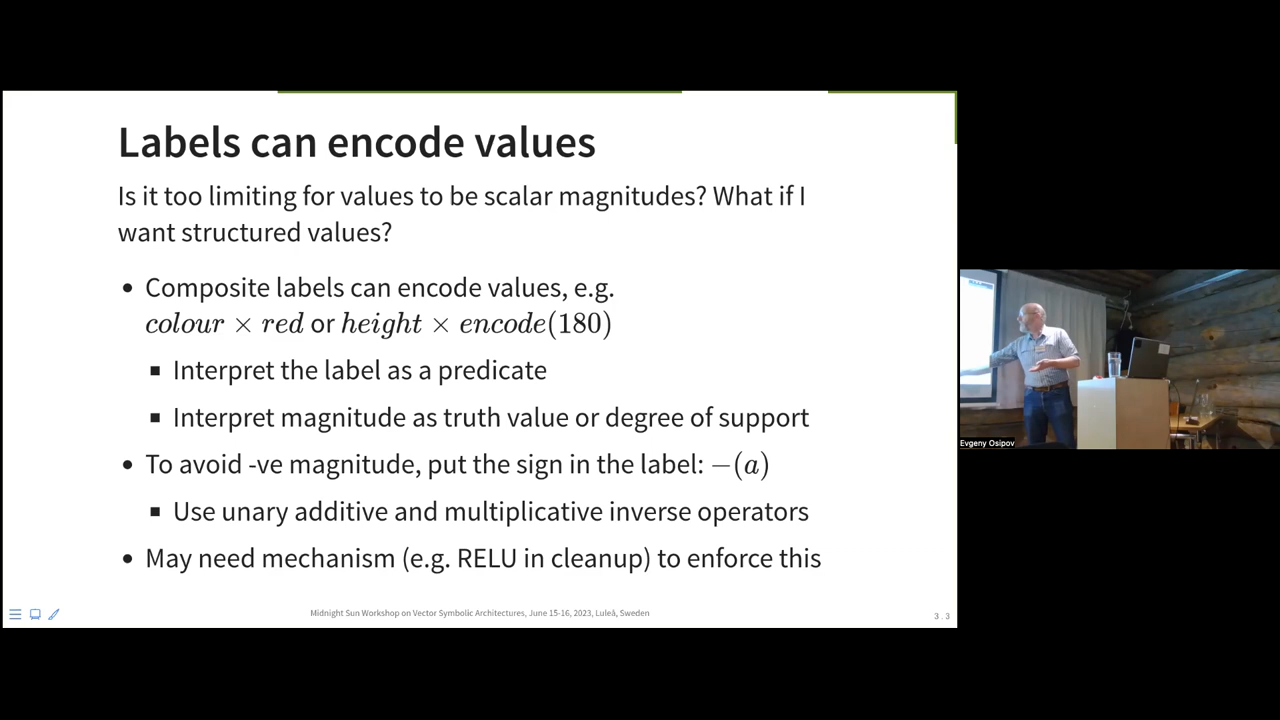 Labels can encode values
Is it too limiting for values to be scalar magnitudes? What if I
want structured values?
• Composite labels can encode values, e.g.
colour × red or height × encode(180)
▪ Interpret the label as a predicate
▪ Interpret magnitude as truth value or degree of support
• To avoid -ve magnitude, put the sign in the label: −(a)
▪ Use unary additive and multiplicative inverse operators
• May need mechanism (e.g. RELU in cleanup) to enforce this
Midnight Sun Workshop on Vector Symbolic Architectures, June 15-16, 2023, Luleå, Sweden
3.3
Evgeny Osipov